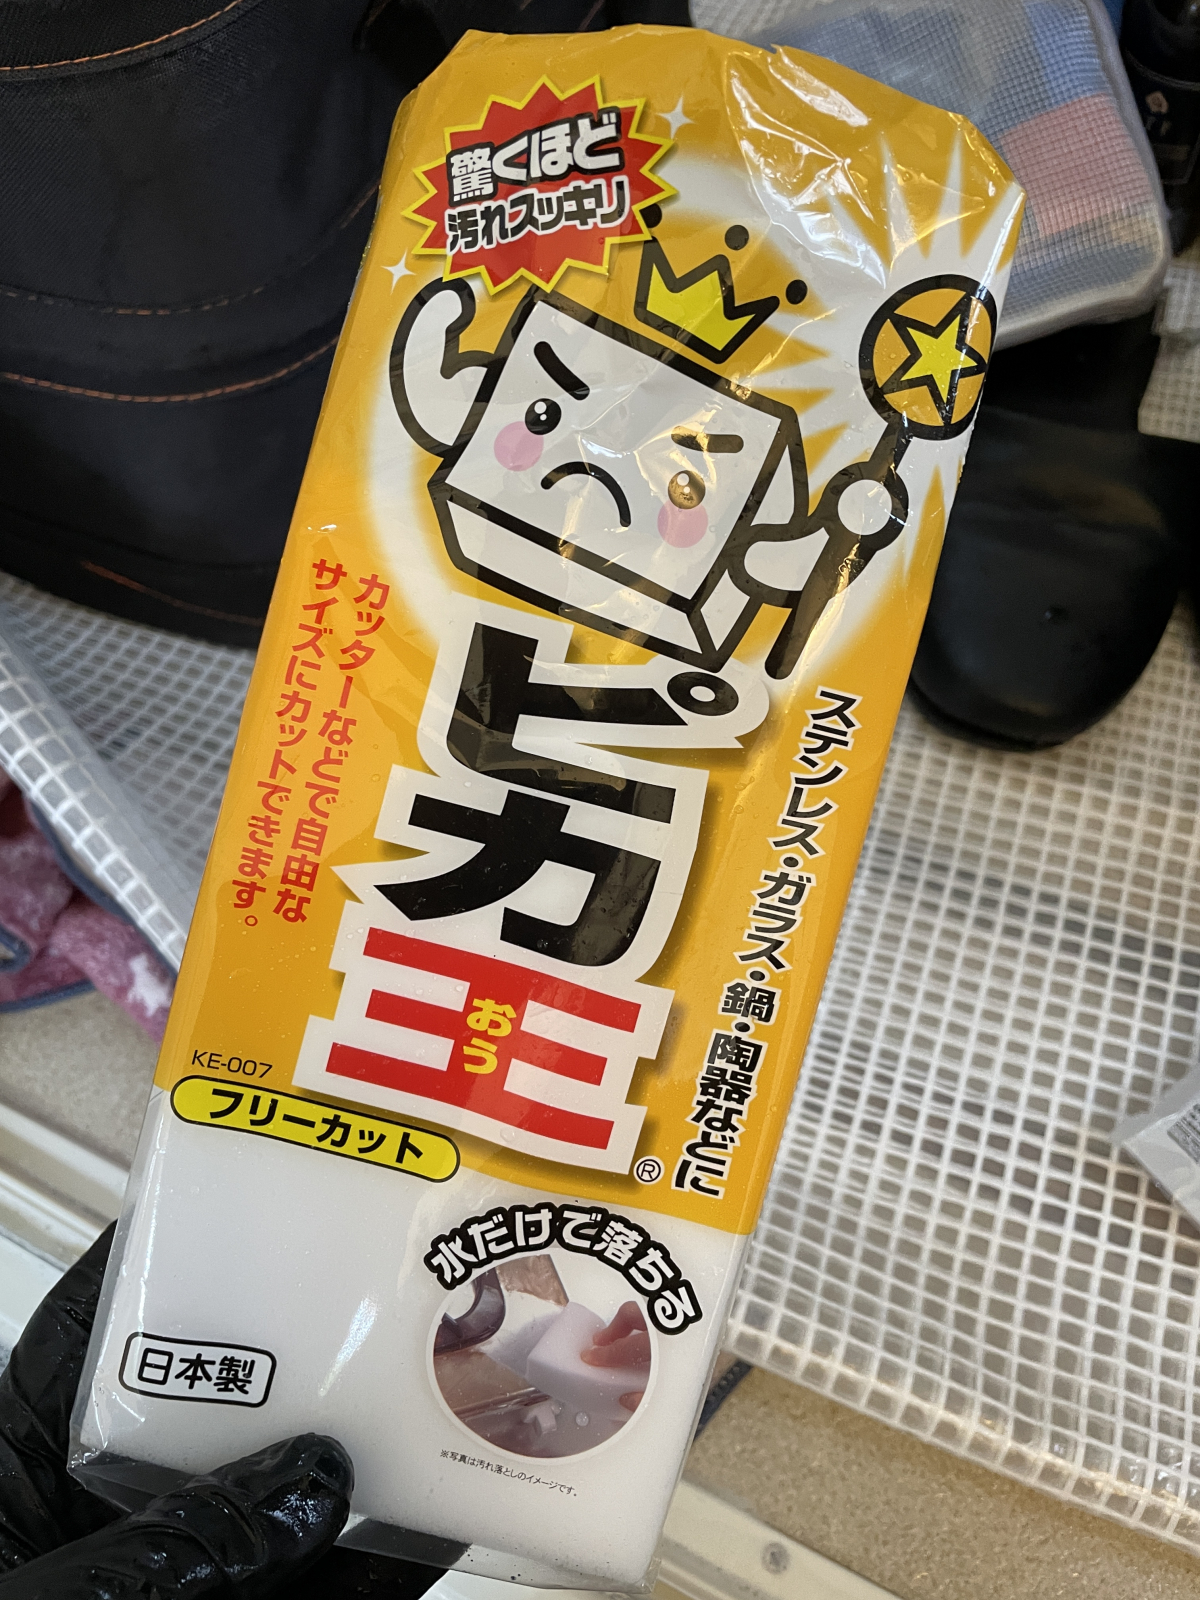 驚くほど
汚れスッキリ
カッターなどで自由な
サイズにカットできます。
ピカ
王
おう
®
ステンレス・ガラス・鍋・陶器などに
KE-007
フリーカット
水だけで落ちる
日本製
※写真は汚れ落としのイメージです。